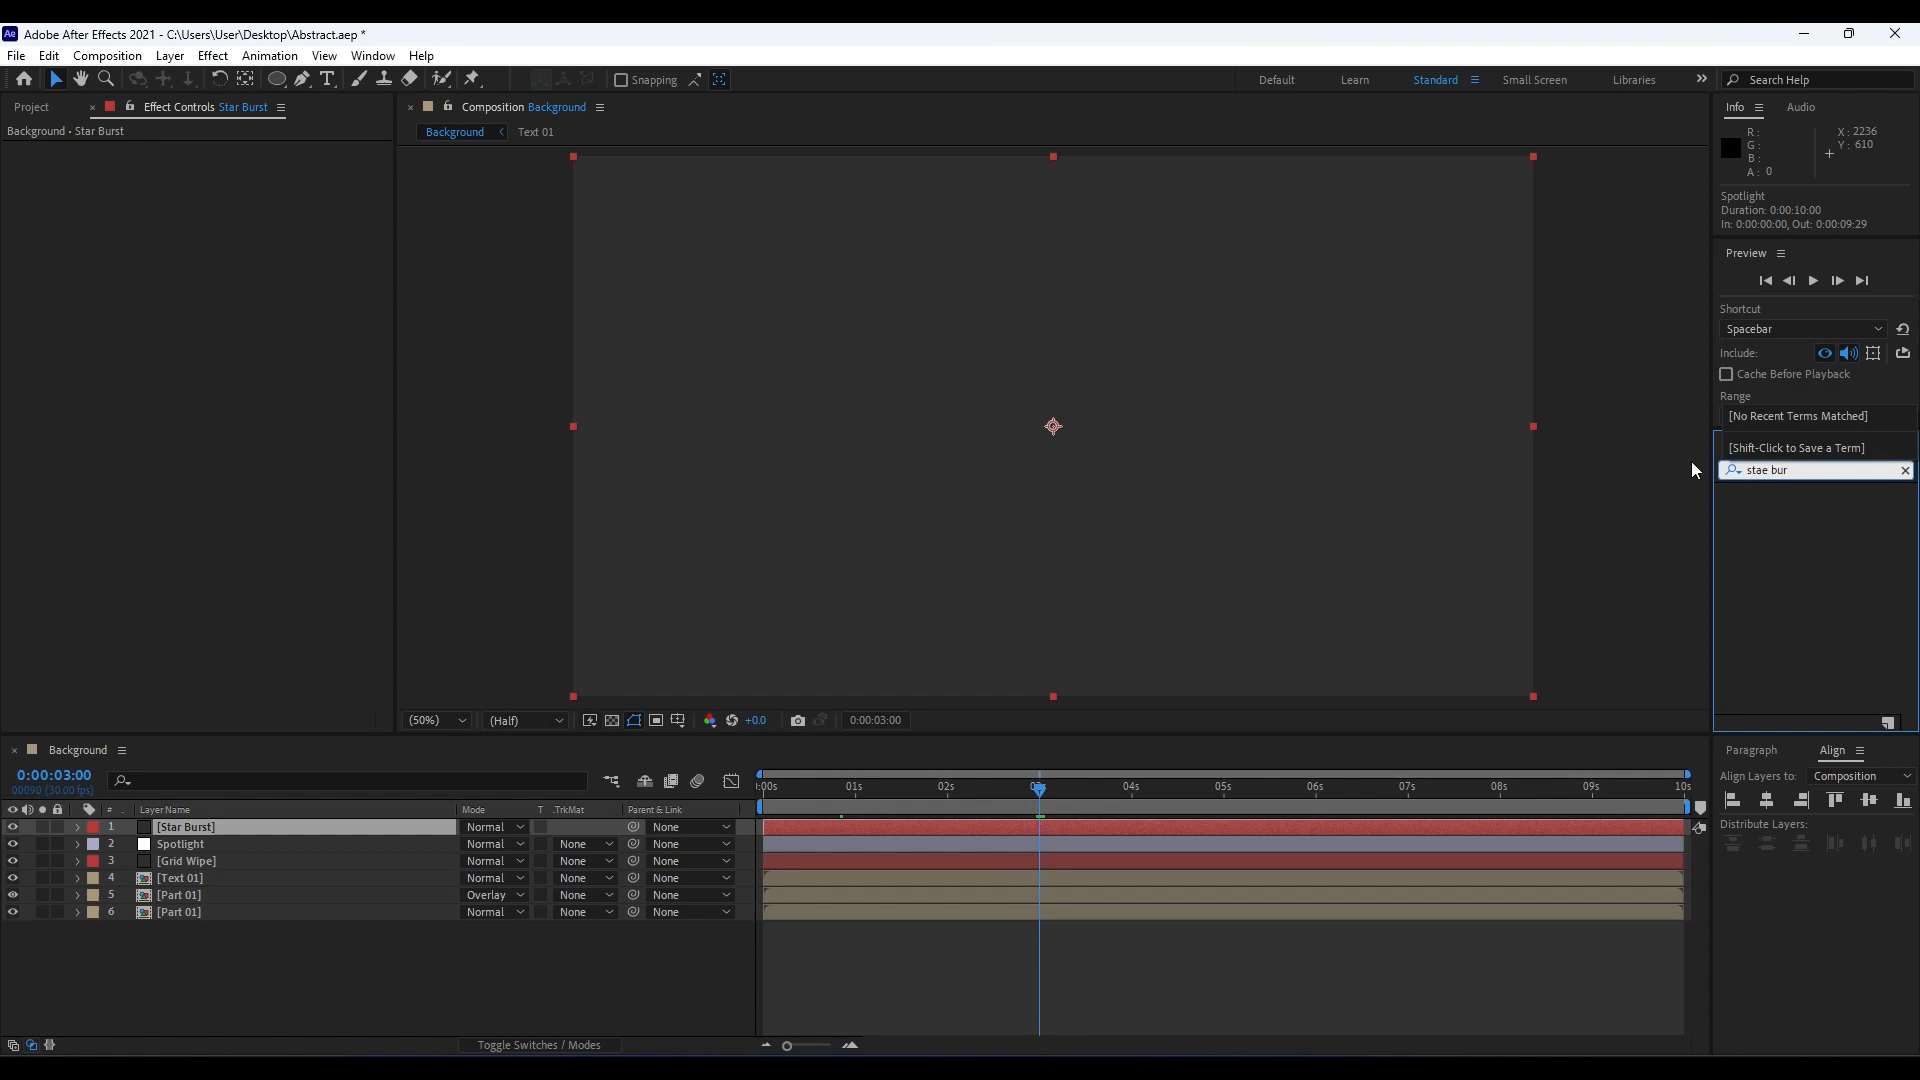 Ae Adobe After Effects 2021 - C:\Users\User\Desktop\Abstract.aep *
File Edit Composition Layer Effect Animation View Window Help
Snapping Default Learn Standard Small Screen Libraries Search Help
Project Effect Controls Star Burst
Composition Background
Info Audio
Background • Star Burst
Background Text 01
R:
G:
B:
A: 0
X: 2236
Y: 610
Spotlight
Duration: 0:00:10:00
In: 0:00:00:00, Out: 0:00:09:29
Preview
Shortcut
Spacebar
Include:
Cache Before Playback
Range
[No Recent Terms Matched]
[Shift-Click to Save a Term]
stae bur
(50%) (Half) +0.0 0:00:03:00
Background
0:00:03:00
00090 (30.00 fps)
:00s 01s 02s 04s 05s 06s 07s 08s 09s 10s
# Layer Name Mode T .TrkMat Parent & Link
1 [Star Burst] Normal None
2 Spotlight Normal None None
3 [Grid Wipe] Normal None None
4 [Text 01] Normal None None
5 [Part 01] Overlay None None
6 [Part 01] Normal None None
Toggle Switches / Modes
Paragraph Align
Align Layers to: Composition
Distribute Layers: